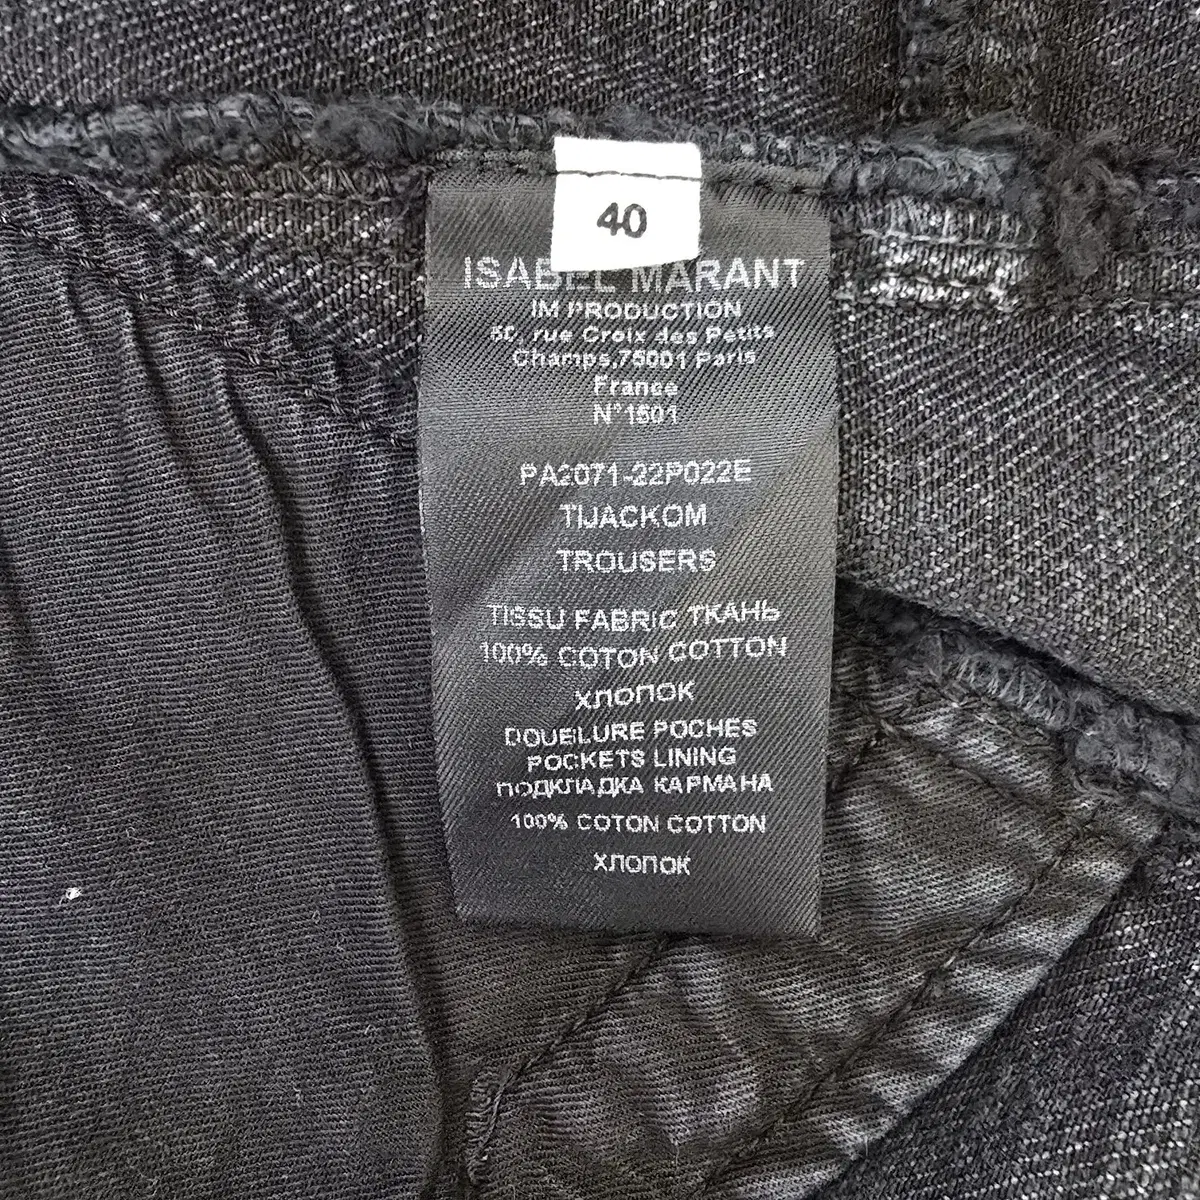 40
ISABEL MARANT
IM PRODUCTION
50, rue Croix des Petits
Champs,75001 Paris
France
N°1501
PA2071-22P022E
TIJACKOM
TROUSERS
TISSU FABRIC ТКАНЬ
100% COTON COTTON
ХЛОПОК
DOUBLURE POCHES
POCKETS LINING
ПОДКЛАДКА КАРМАНА
100% COTON COTTON
ХЛОПОК